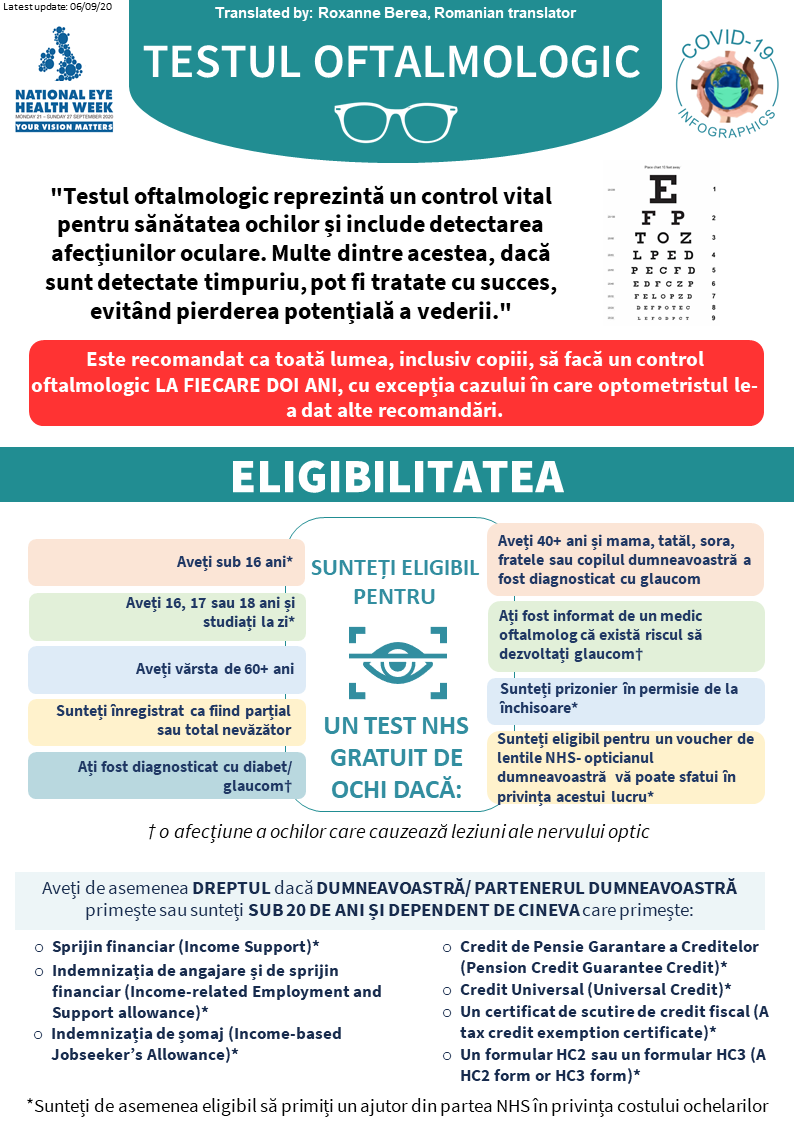 Latest update: 06/09/20
Translated by: Roxanne Berea, Romanian translator
TESTUL OFTALMOLOGIC
NATIONAL EYE
HEALTH WEEK
MONDAY 21 – SUNDAY 27 SEPTEMBER 2020
YOUR VISION MATTERS
COVID-19
INFOGRAPHICS
"Testul oftalmologic reprezintă un control vital
pentru sănătatea ochilor și include detectarea
afecțiunilor oculare. Multe dintre acestea, dacă
sunt detectate timpuriu, pot fi tratate cu succes,
evitând pierderea potențială a vederii."
E 1
F P 2
T O Z 3
L P E D 4
P E C F D 5
E D F C Z P 6
F E L O P Z D 7
D E F P O T E C 8
L E F O D P C T 9
Este recomandat ca toată lumea, inclusiv copiii, să facă un control
oftalmologic LA FIECARE DOI ANI, cu excepția cazului în care optometristul le-
a dat alte recomandări.
ELIGIBILITATEA
SUNTEȚI ELIGIBIL
PENTRU
UN TEST NHS
GRATUIT DE
OCHI DACĂ:
Aveți sub 16 ani*
Aveți 16, 17 sau 18 ani și
studiați la zi*
Aveți vârsta de 60+ ani
Sunteți înregistrat ca fiind parțial
sau total nevăzător
Ați fost diagnosticat cu diabet/
glaucom†
Aveți 40+ ani și mama, tatăl, sora,
fratele sau copilul dumneavoastră a
fost diagnosticat cu glaucom
Ați fost informat de un medic
oftalmolog că există riscul să
dezvoltați glaucom†
Sunteți prizonier în permisie de la
închisoare*
Sunteți eligibil pentru un voucher de
lentile NHS- opticianul
dumneavoastră vă poate sfatui în
privința acestui lucru*
† o afecțiune a ochilor care cauzează leziuni ale nervului optic
Aveți de asemenea DREPTUL dacă DUMNEAVOASTRĂ/ PARTENERUL DUMNEAVOASTRĂ
primește sau sunteți SUB 20 DE ANI ȘI DEPENDENT DE CINEVA care primește:
○ Sprijin financiar (Income Support)*
○ Indemnizația de angajare și de sprijin
financiar (Income-related Employment and
Support allowance)*
○ Indemnizația de șomaj (Income-based
Jobseeker's Allowance)*
○ Credit de Pensie Garantare a Creditelor
(Pension Credit Guarantee Credit)*
○ Credit Universal (Universal Credit)*
○ Un certificat de scutire de credit fiscal (A
tax credit exemption certificate)*
○ Un formular HC2 sau un formular HC3 (A
HC2 form or HC3 form)*
*Sunteți de asemenea eligibil să primiți un ajutor din partea NHS în privința costului ochelarilor